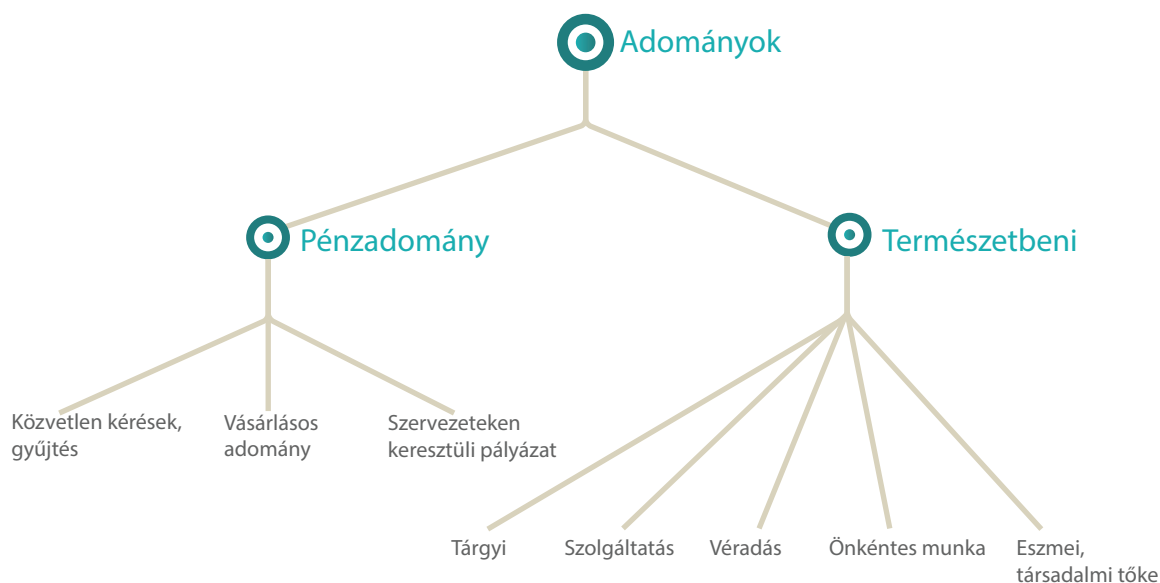 Adományok
Pénzadomány
Természetbeni
Közvetlen kérések,
gyűjtés
Vásárlásos
adomány
Szervezeteken
keresztüli pályázat
Tárgyi
Szolgáltatás
Véradás
Önkéntes munka
Eszmei,
társadalmi tőke